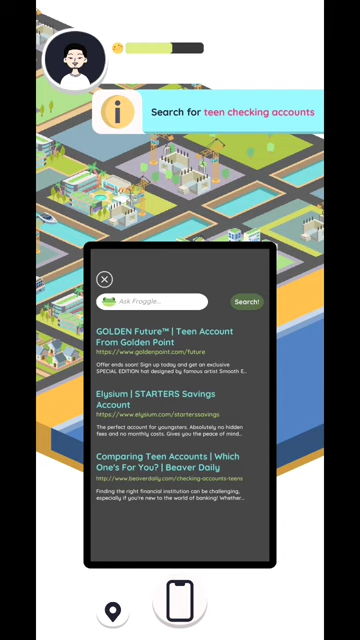 Search for teen checking accounts
Ask Froggle...
Search!
GOLDEN Future™ | Teen Account
From Golden Point
https://www.goldenpoint.com/future
Offer ends soon! Sign up today and get an exclusive
SPECIAL EDITION hat designed by famous artist Smooth E...
Elysium | STARTERS Savings
Account
https://www.elysium.com/starterssavings
The perfect account for youngsters. Absolutely no hidden
fees and no monthly costs. Gives you the peace of mind...
Comparing Teen Accounts | Which
One's For You? | Beaver Daily
http://www.beaverdaily.com/checking-accounts-teens
Finding the right financial institution can be challenging,
especially if you're new to the world of banking! Whether...